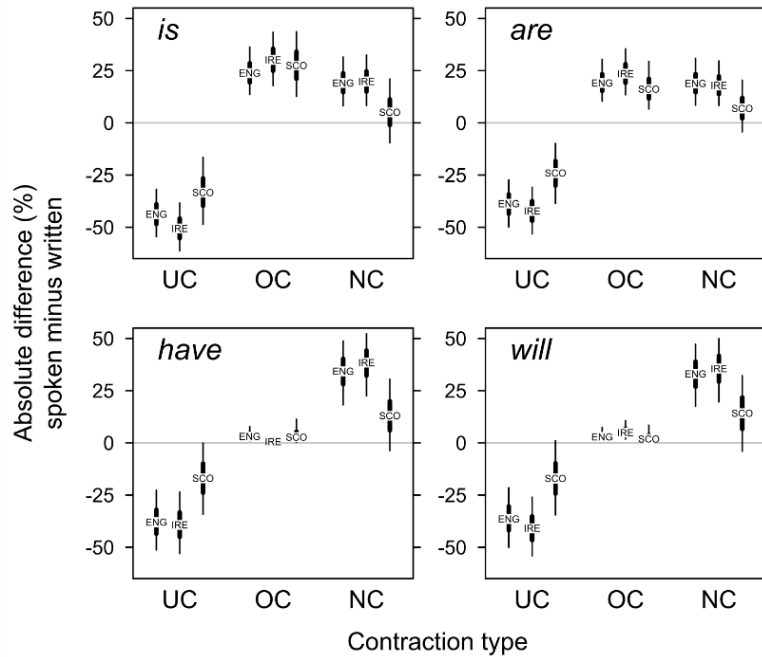 Absolute difference (%)
spoken minus written
is
50
25
0
-25
-50
ENG
IRE
SCO
ENG
IRE
SCO
ENG
IRE
SCO
UC OC NC
are
50
25
0
-25
-50
ENG
IRE
SCO
ENG
IRE
SCO
ENG
IRE
SCO
UC OC NC
have
50
25
0
-25
-50
ENG
IRE
SCO
ENG
IRE
SCO
ENG
IRE
SCO
UC OC NC
will
50
25
0
-25
-50
ENG
IRE
SCO
ENG
IRE
SCO
ENG
IRE
SCO
UC OC NC
Contraction type